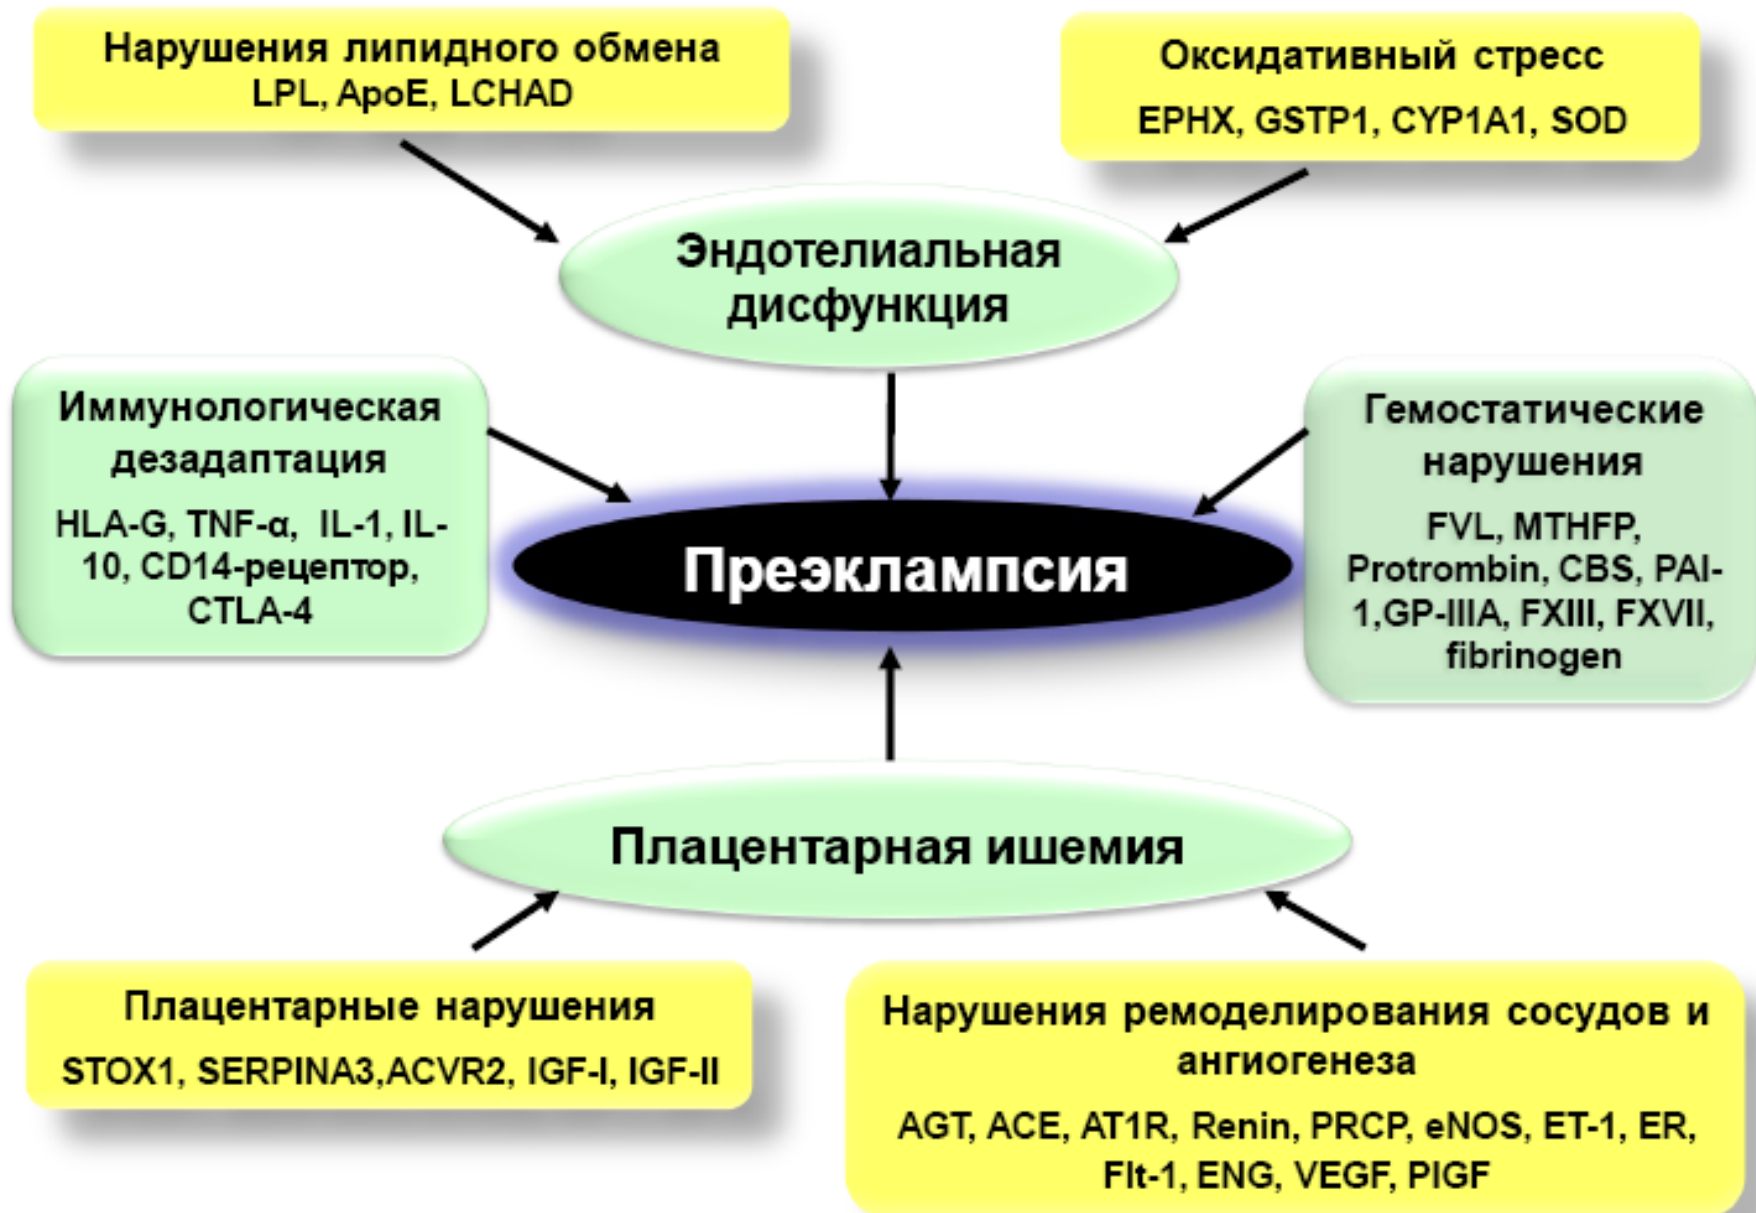 Нарушения липидного обмена
LPL, ApoE, LCHAD
Оксидативный стресс
EPHX, GSTP1, CYP1A1, SOD
Эндотелиальная
дисфункция
Иммунологическая
дезадаптация
HLA-G, TNF-α, IL-1, IL-
10, CD14-рецептор,
CTLA-4
Преэклампсия
Гемостатические
нарушения
FVL, MTHFP,
Protrombin, CBS, PAI-
1,GP-IIIA, FXIII, FXVII,
fibrinogen
Плацентарная ишемия
Плацентарные нарушения
STOX1, SERPINA3,ACVR2, IGF-I, IGF-II
Нарушения ремоделирования сосудов и
ангиогенеза
AGT, ACE, AT1R, Renin, PRCP, eNOS, ET-1, ER,
Flt-1, ENG, VEGF, PIGF